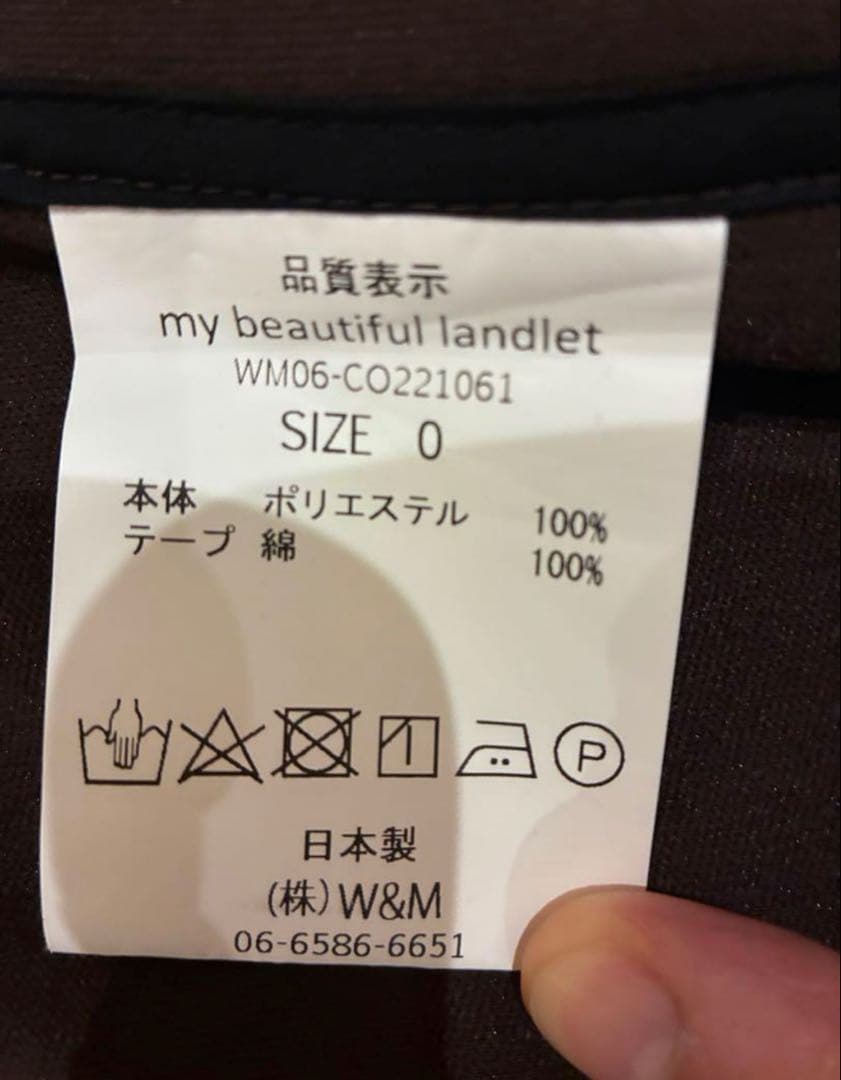 品質表示
my beautiful landlet
WM06-CO221061
SIZE 0
本体 ポリエステル 100%
テープ 綿 100%
P
日本製
(株)W&M
06-6586-6651